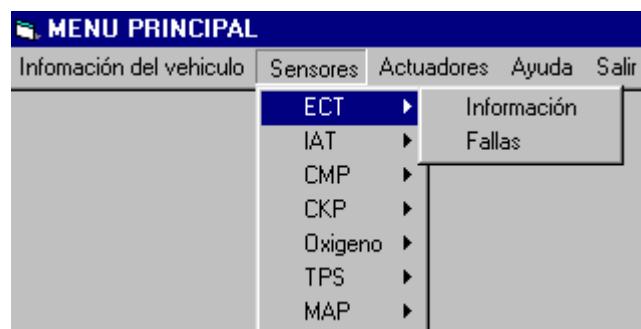 MENU PRINCIPAL
Infomación del vehiculo Sensores Actuadores Ayuda Salir
ECT Información
IAT Fallas
CMP
CKP
Oxigeno
TPS
MAP